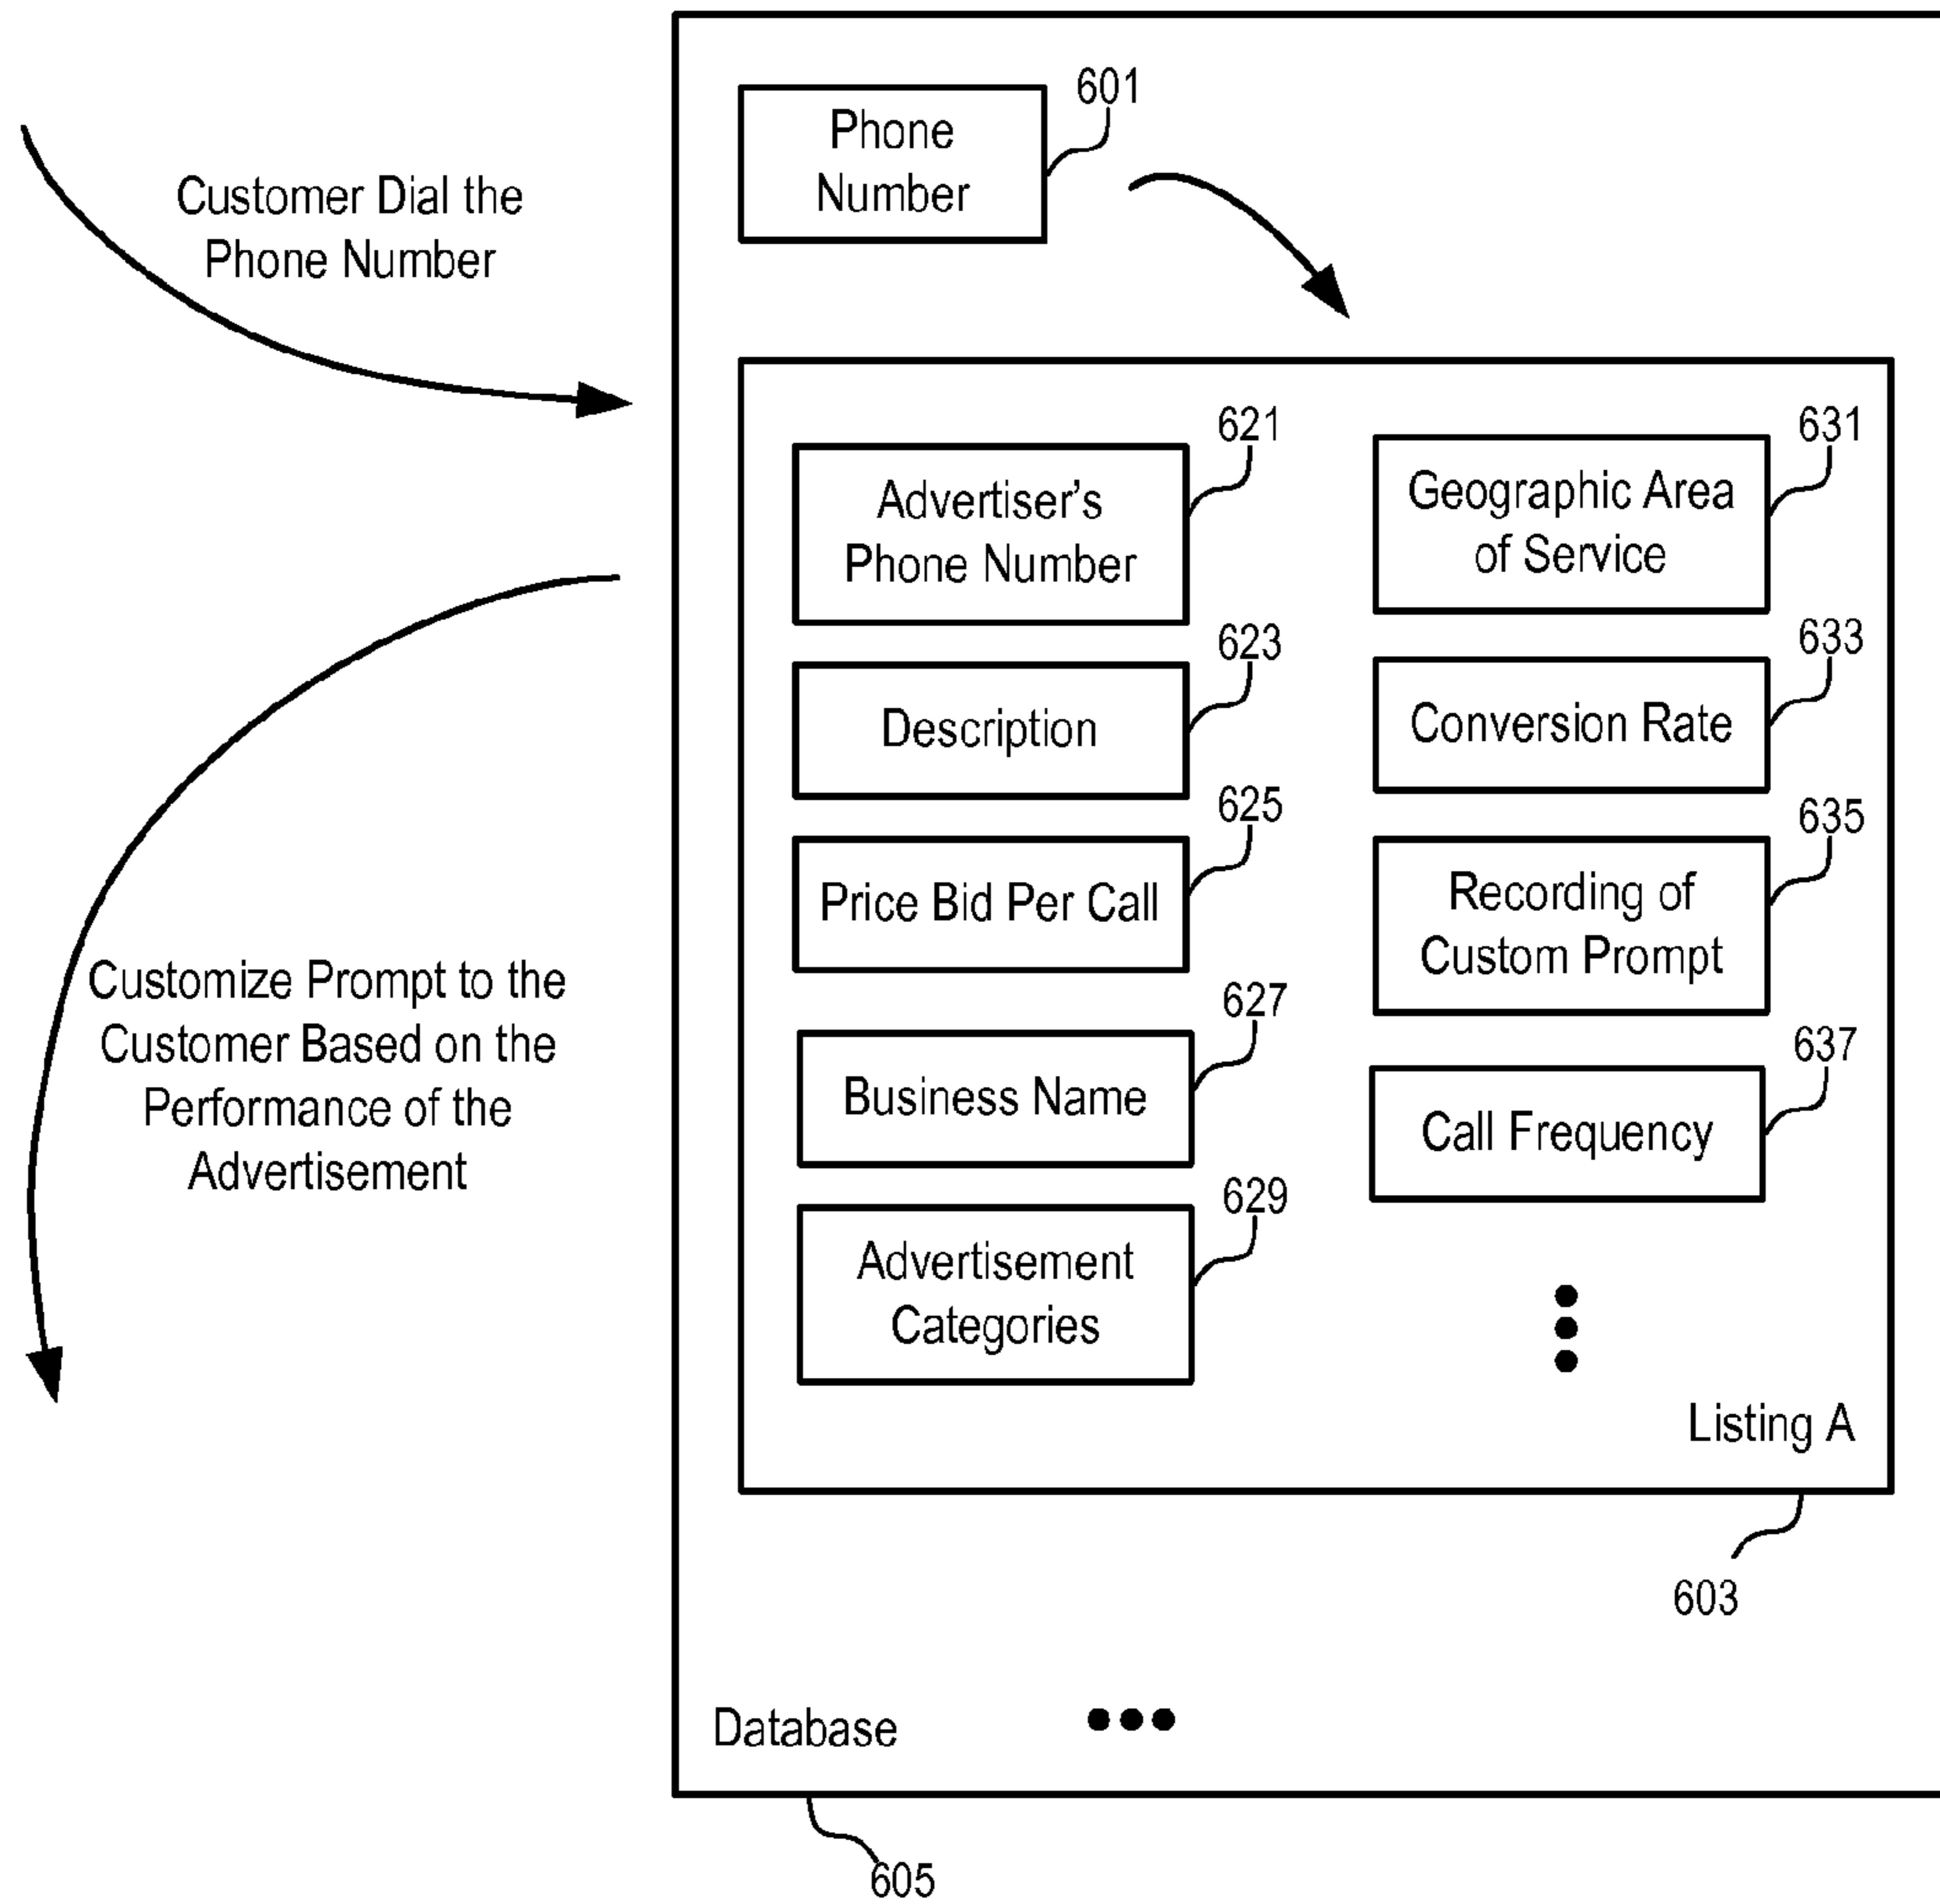 601
Phone
Number
Customer Dial the
Phone Number
621
Advertiser's
Phone Number
631
Geographic Area
of Service
623
Description
633
Conversion Rate
625
Price Bid Per Call
635
Recording of
Custom Prompt
Customize Prompt to the
Customer Based on the
Performance of the
Advertisement
627
Business Name
637
Call Frequency
629
Advertisement
Categories
Listing A
603
Database
605